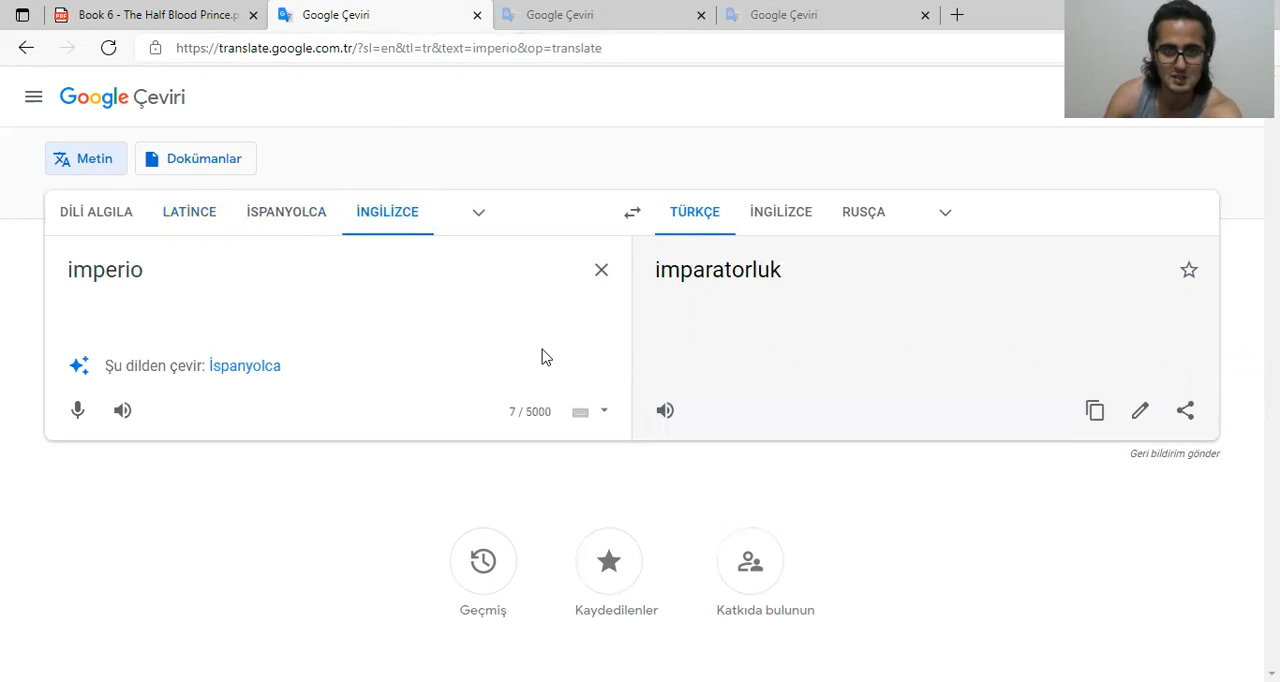 Book 6 - The Half Blood Prince.p
Google Çeviri
Google Çeviri
Google Çeviri
https://translate.google.com.tr/?sl=en&tl=tr&text=imperio&op=translate
Google Çeviri
Metin
Dokümanlar
DİLİ ALGILA LATİNCE İSPANYOLCA İNGİLİZCE
TÜRKÇE İNGİLİZCE RUSÇA
imperio
imparatorluk
Şu dilden çevir: İspanyolca
7 / 5000
Geri bildirim gönder
Geçmiş
Kaydedilenler
Katkıda bulunun